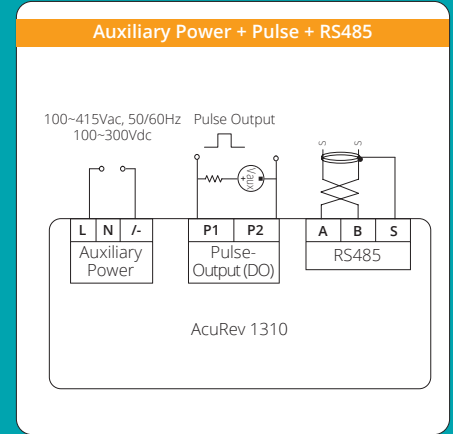 Auxiliary Power + Pulse + RS485
100~415Vac, 50/60Hz
100~300Vdc
Pulse Output
S S
Vaux
+
L N /-
Auxiliary
Power
P1 P2
Pulse-
Output (DO)
A B S
RS485
AcuRev 1310